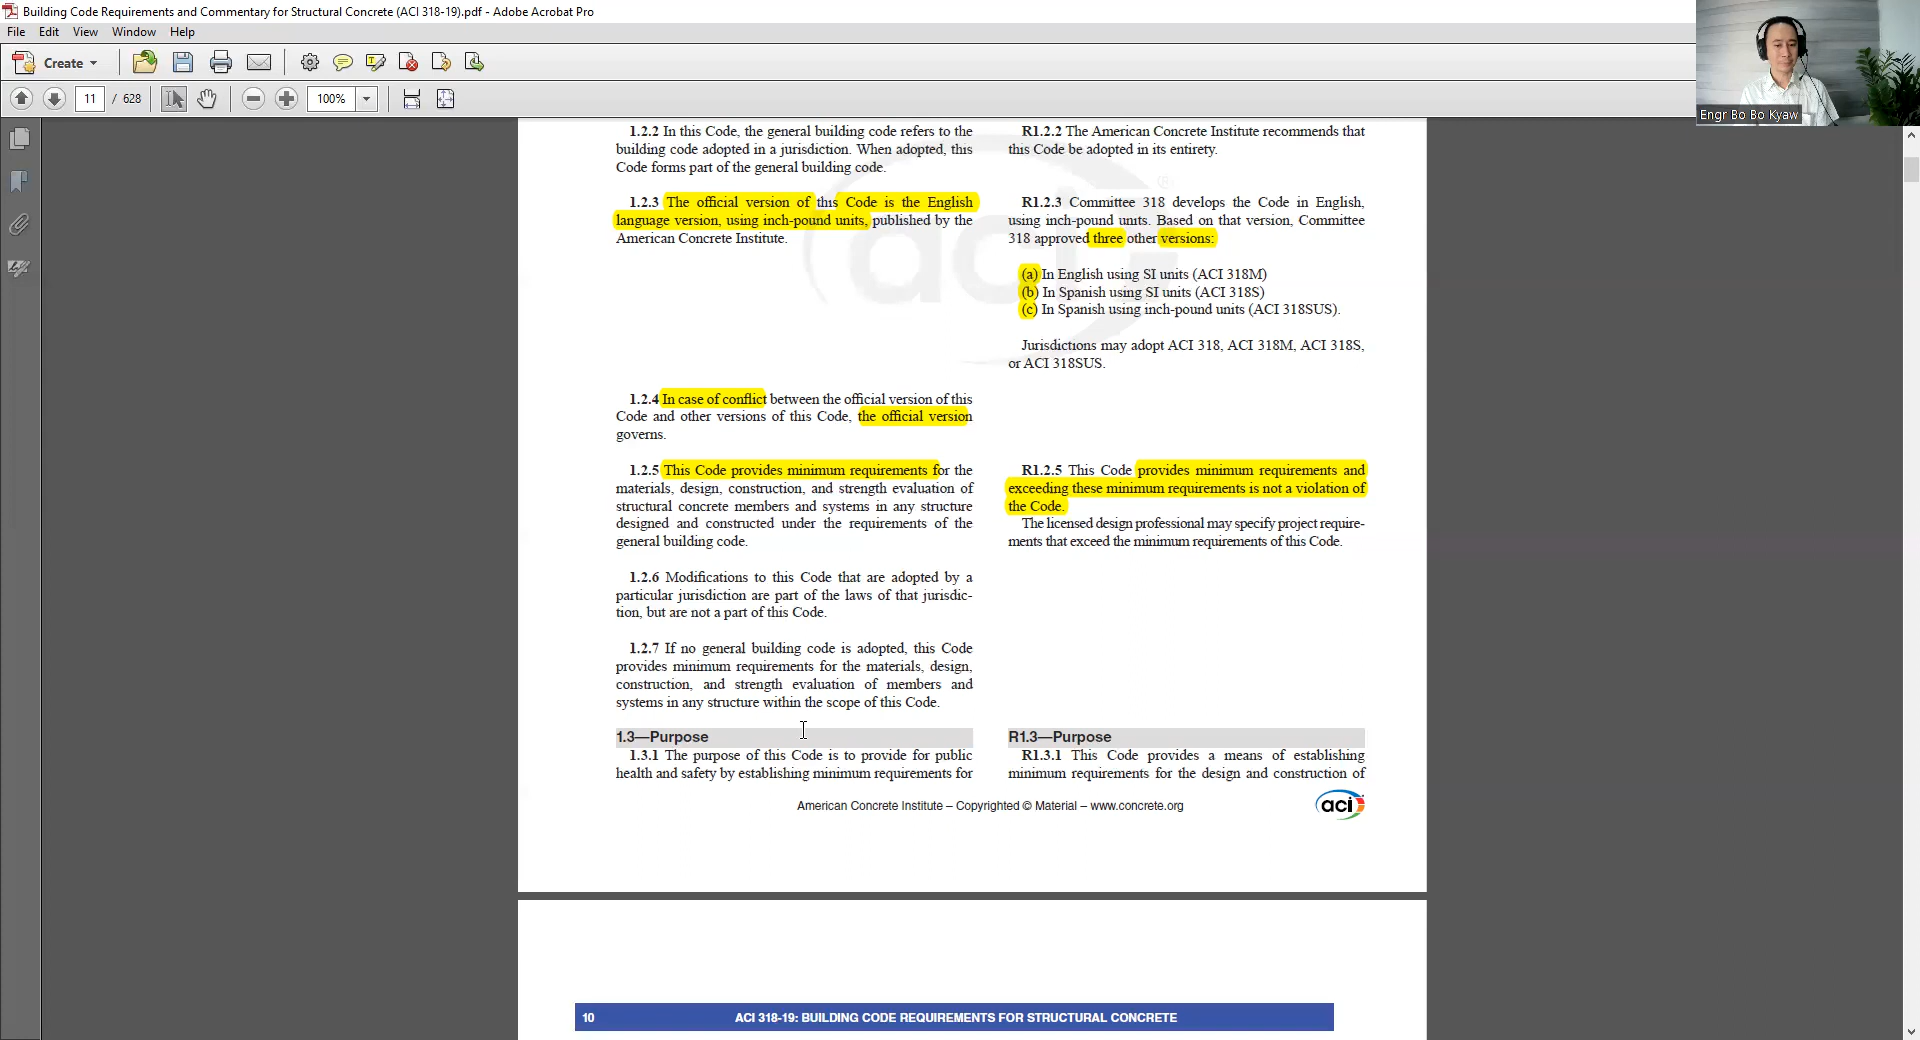 Building Code Requirements and Commentary for Structural Concrete (ACI 318-19).pdf - Adobe Acrobat Pro
File Edit View Window Help
Create
11 / 628 100%
Engr Bo Bo Kyaw
1.2.2 In this Code, the general building code refers to the
building code adopted in a jurisdiction. When adopted, this
Code forms part of the general building code.
1.2.3 The official version of this Code is the English
language version, using inch-pound units, published by the
American Concrete Institute.
1.2.4 In case of conflict between the official version of this
Code and other versions of this Code, the official version
governs.
1.2.5 This Code provides minimum requirements for the
materials, design, construction, and strength evaluation of
structural concrete members and systems in any structure
designed and constructed under the requirements of the
general building code.
1.2.6 Modifications to this Code that are adopted by a
particular jurisdiction are part of the laws of that jurisdic-
tion, but are not a part of this Code.
1.2.7 If no general building code is adopted, this Code
provides minimum requirements for the materials, design,
construction, and strength evaluation of members and
systems in any structure within the scope of this Code.
1.3—Purpose
1.3.1 The purpose of this Code is to provide for public
health and safety by establishing minimum requirements for
R1.2.2 The American Concrete Institute recommends that
this Code be adopted in its entirety.
R1.2.3 Committee 318 develops the Code in English,
using inch-pound units. Based on that version, Committee
318 approved three other versions:
(a) In English using SI units (ACI 318M)
(b) In Spanish using SI units (ACI 318S)
(c) In Spanish using inch-pound units (ACI 318SUS).
Jurisdictions may adopt ACI 318, ACI 318M, ACI 318S,
or ACI 318SUS.
R1.2.5 This Code provides minimum requirements and
exceeding these minimum requirements is not a violation of
the Code.
The licensed design professional may specify project require-
ments that exceed the minimum requirements of this Code.
R1.3—Purpose
R1.3.1 This Code provides a means of establishing
minimum requirements for the design and construction of
aci®
American Concrete Institute – Copyrighted © Material – www.concrete.org
aci
10 ACI 318-19: BUILDING CODE REQUIREMENTS FOR STRUCTURAL CONCRETE